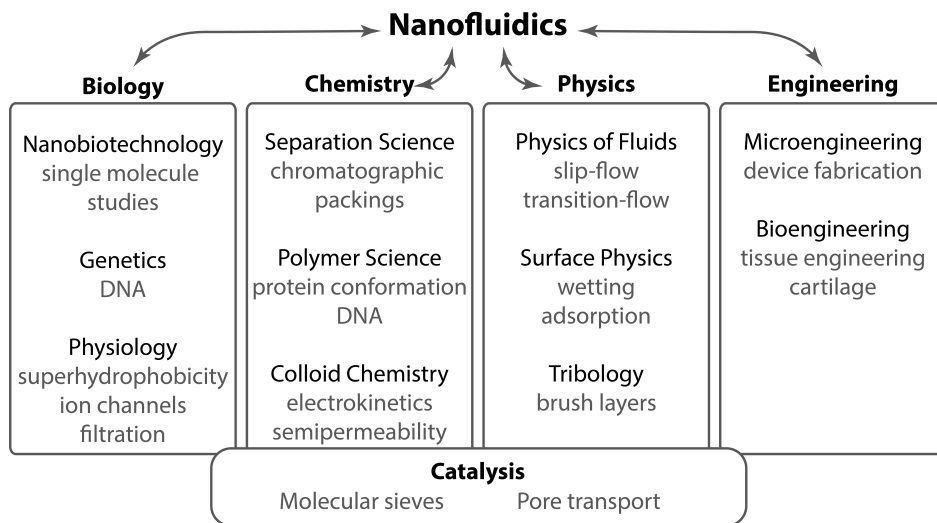 Nanofluidics
Biology
Nanobiotechnology
single molecule
studies
Genetics
DNA
Physiology
superhydrophobicity
ion channels
filtration
Chemistry
Separation Science
chromatographic
packings
Polymer Science
protein conformation
DNA
Colloid Chemistry
electrokinetics
semipermeability
Physics
Physics of Fluids
slip-flow
transition-flow
Surface Physics
wetting
adsorption
Tribology
brush layers
Engineering
Microengineering
device fabrication
Bioengineering
tissue engineering
cartilage
Catalysis
Molecular sieves
Pore transport